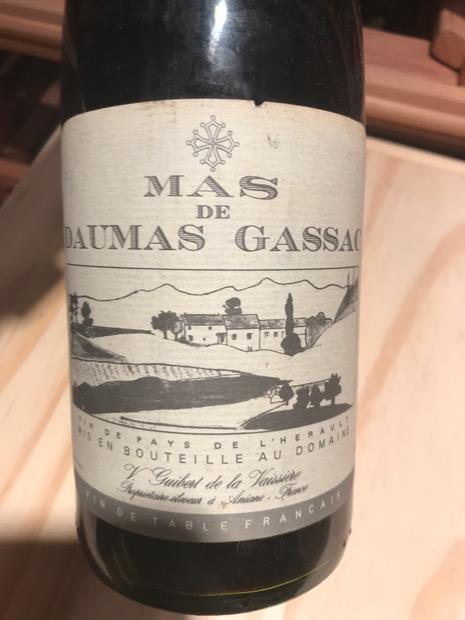 MAS
DE
DAUMAS GASSAC
VIN DE PAYS DE L'HERAULT
MIS EN BOUTEILLE AU DOMAINE
V. Guibert de la Vaissière
Propriétaire-éleveur à Aniane - France
VIN DE TABLE FRANCAIS